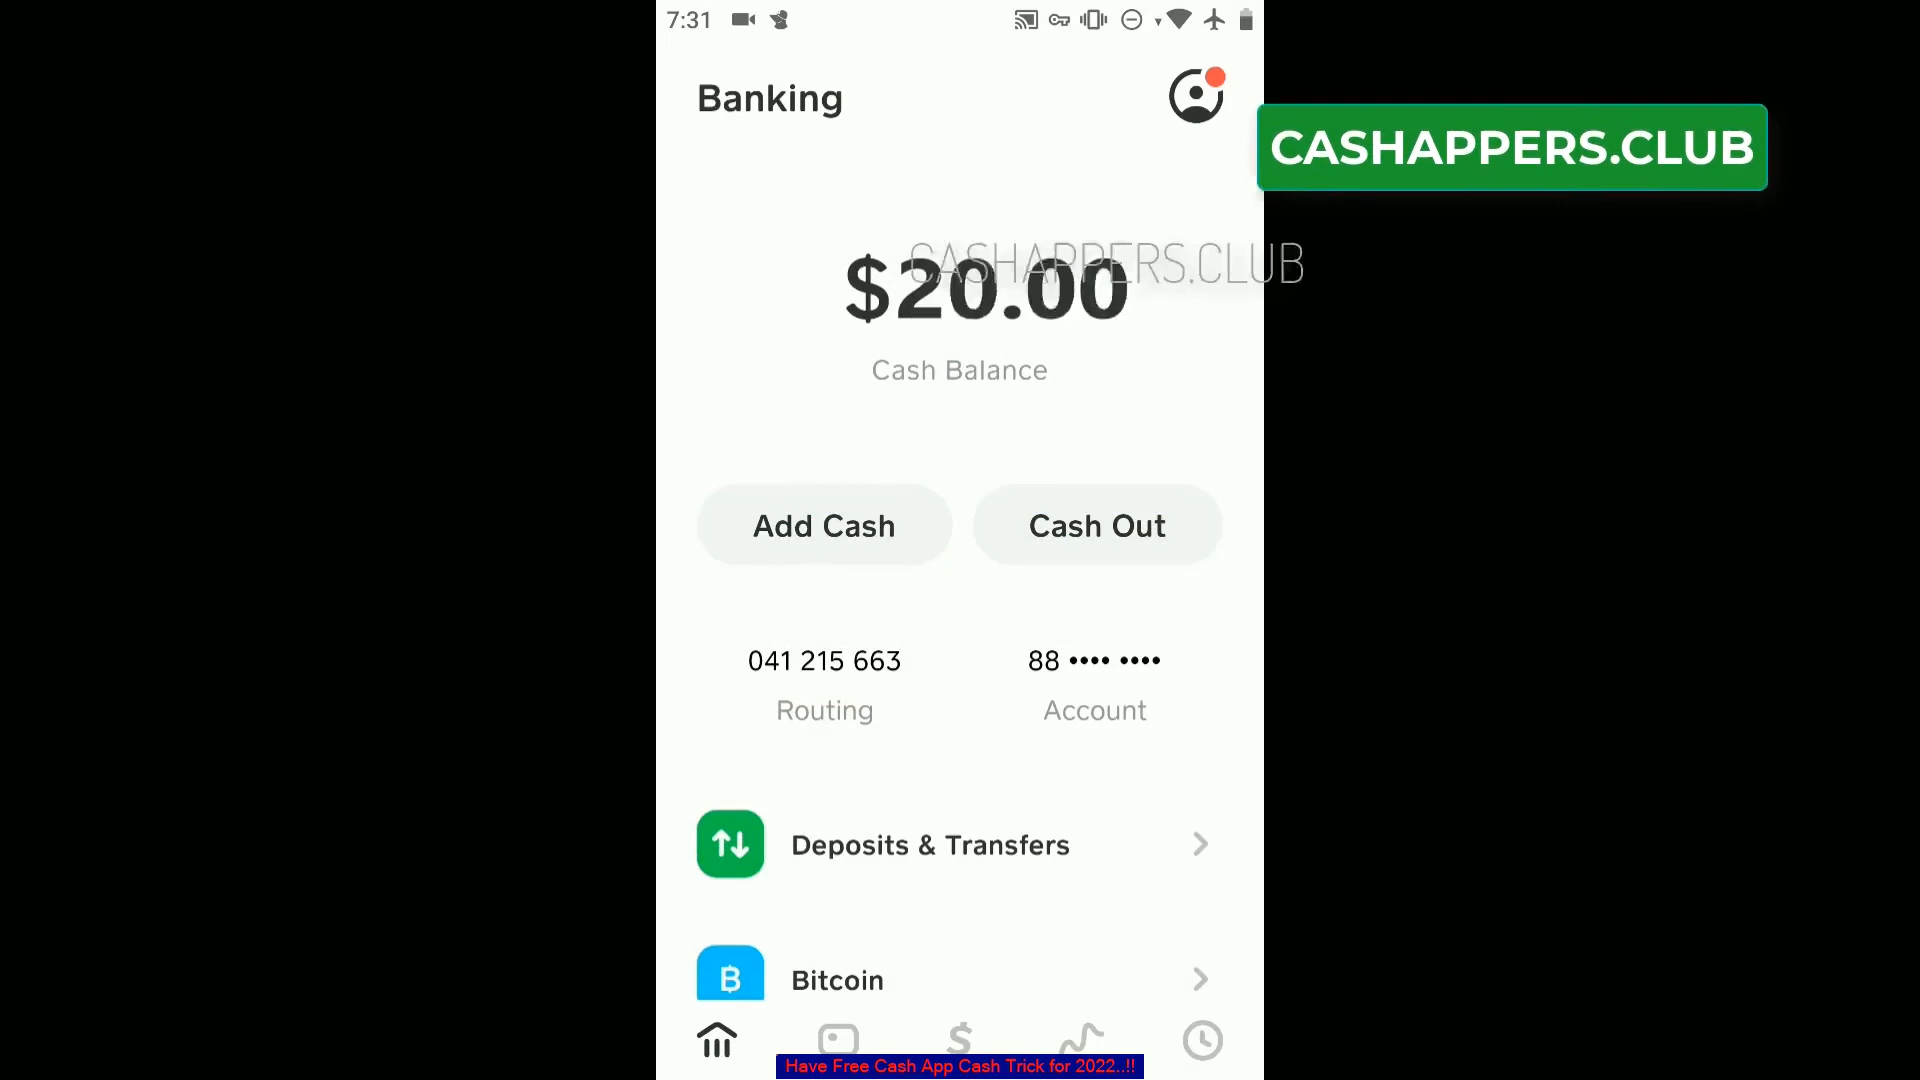 7:31
Banking
CASHAPPERS.CLUB
CASHAPPERS.CLUB
$20.00
Cash Balance
Add Cash
Cash Out
041 215 663
88 •••• ••••
Routing
Account
Deposits & Transfers
Bitcoin
Have Free Cash App Cash Trick for 2022..!!